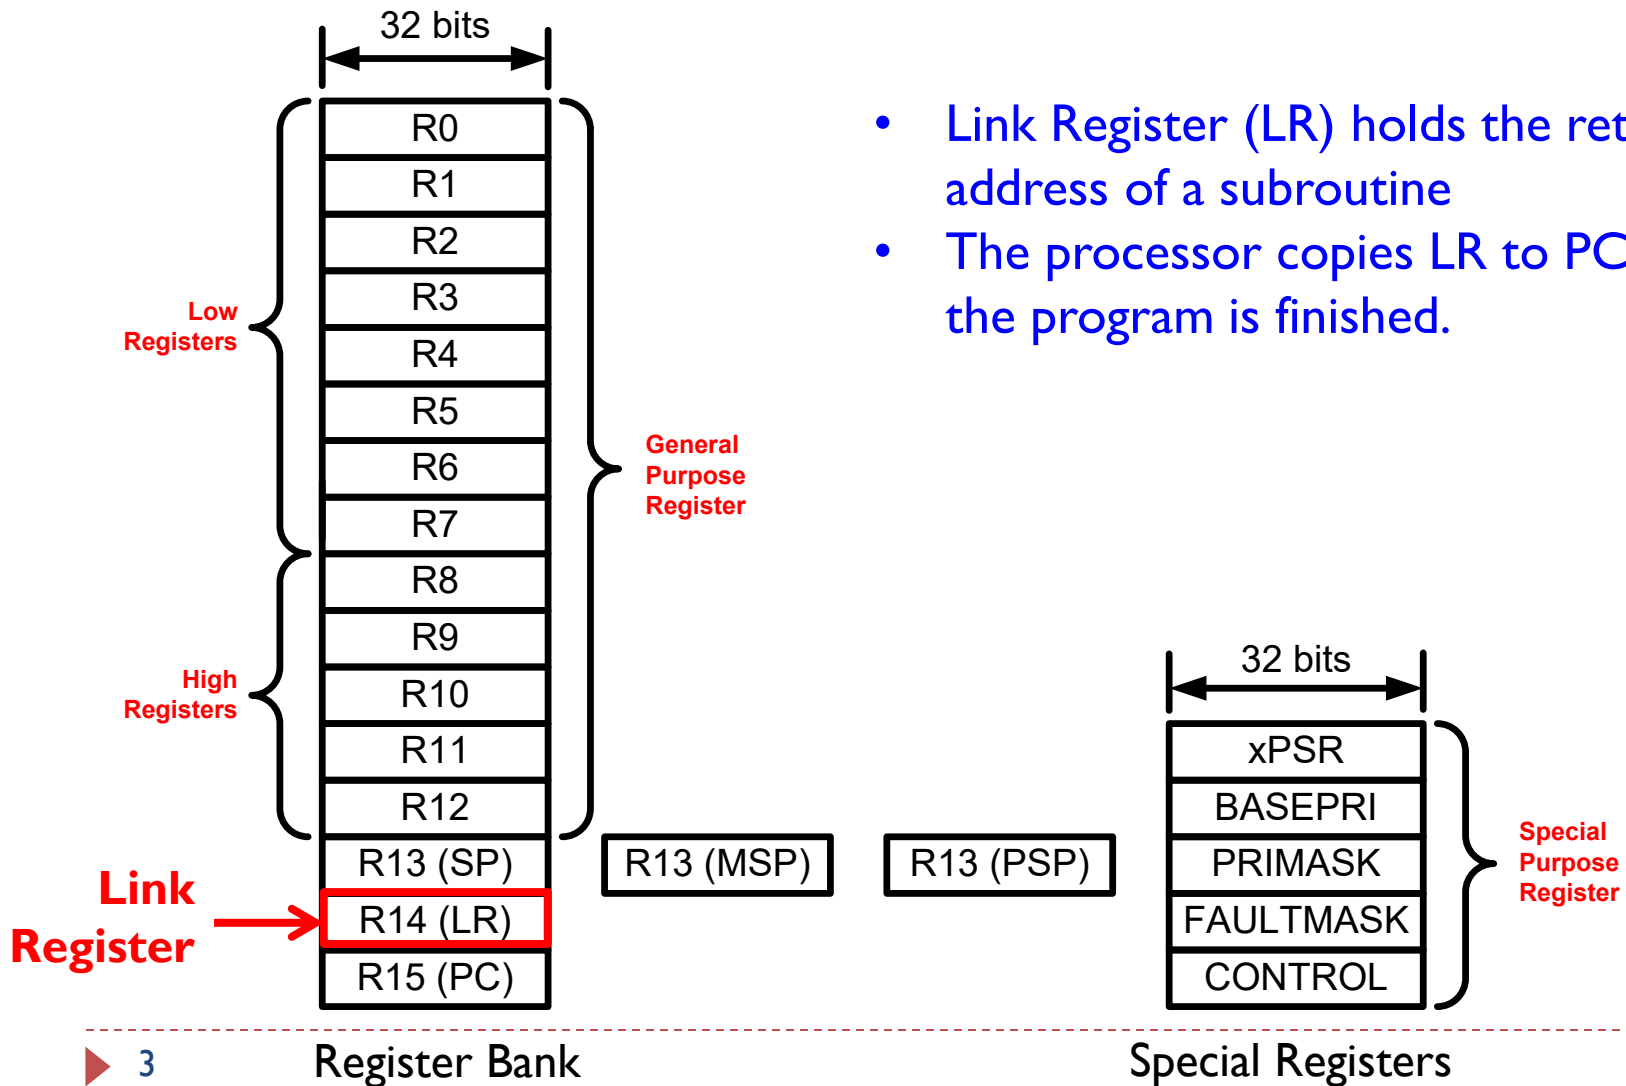 32 bits
R0
R1
R2
R3
R4
R5
R6
R7
R8
R9
R10
R11
R12
R13 (SP)
R14 (LR)
R15 (PC)
Low
Registers
High
Registers
General
Purpose
Register
Link
Register
R13 (MSP)
R13 (PSP)
• Link Register (LR) holds the ret
address of a subroutine
• The processor copies LR to PC
the program is finished.
32 bits
xPSR
BASEPRI
PRIMASK
FAULTMASK
CONTROL
Special
Purpose
Register
3
Register Bank
Special Registers